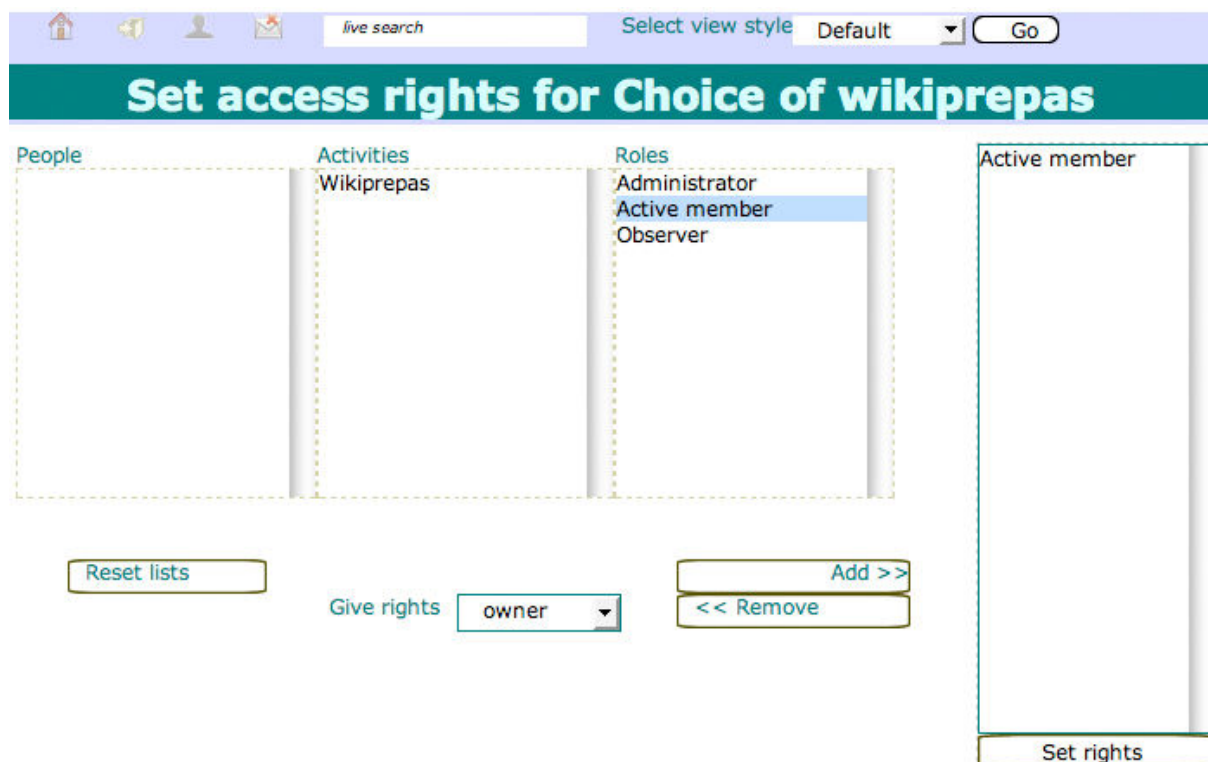 live search
Select view style Default Go
Set access rights for Choice of wikiprepas
People Activities Roles
Active member
Wikiprepas Administrator
Active member
Observer
Reset lists Add >>
Give rights owner << Remove
Set rights